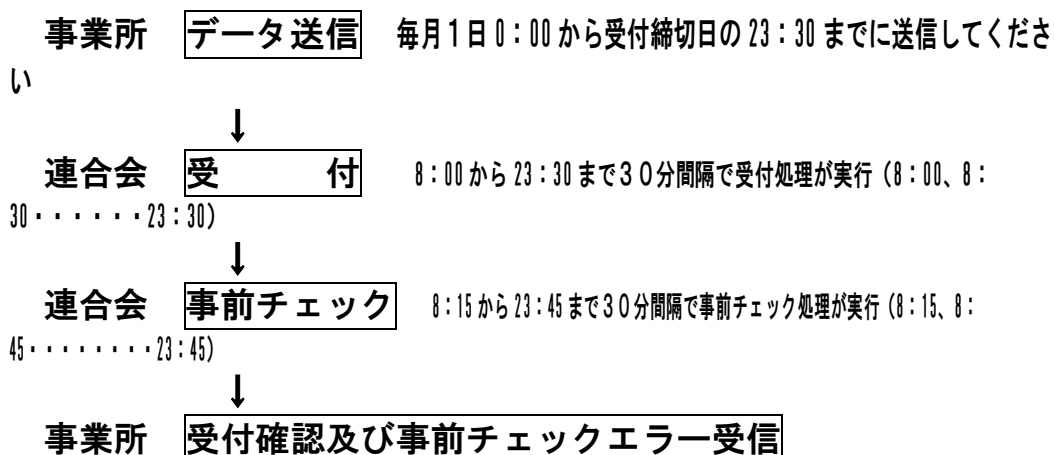 事業所 データ送信 毎月１日0：00から受付締切日の23：30までに送信してくださ
い
↓
連合会 受　　　付 8：00から23：30まで３０分間隔で受付処理が実行（8：00、8：
30・・・・・・23：30）
↓
連合会 事前チェック 8：15から23：45まで３０分間隔で事前チェック処理が実行（8：15、8：
45・・・・・・・・23：45）
↓
事業所 受付確認及び事前チェックエラー受信